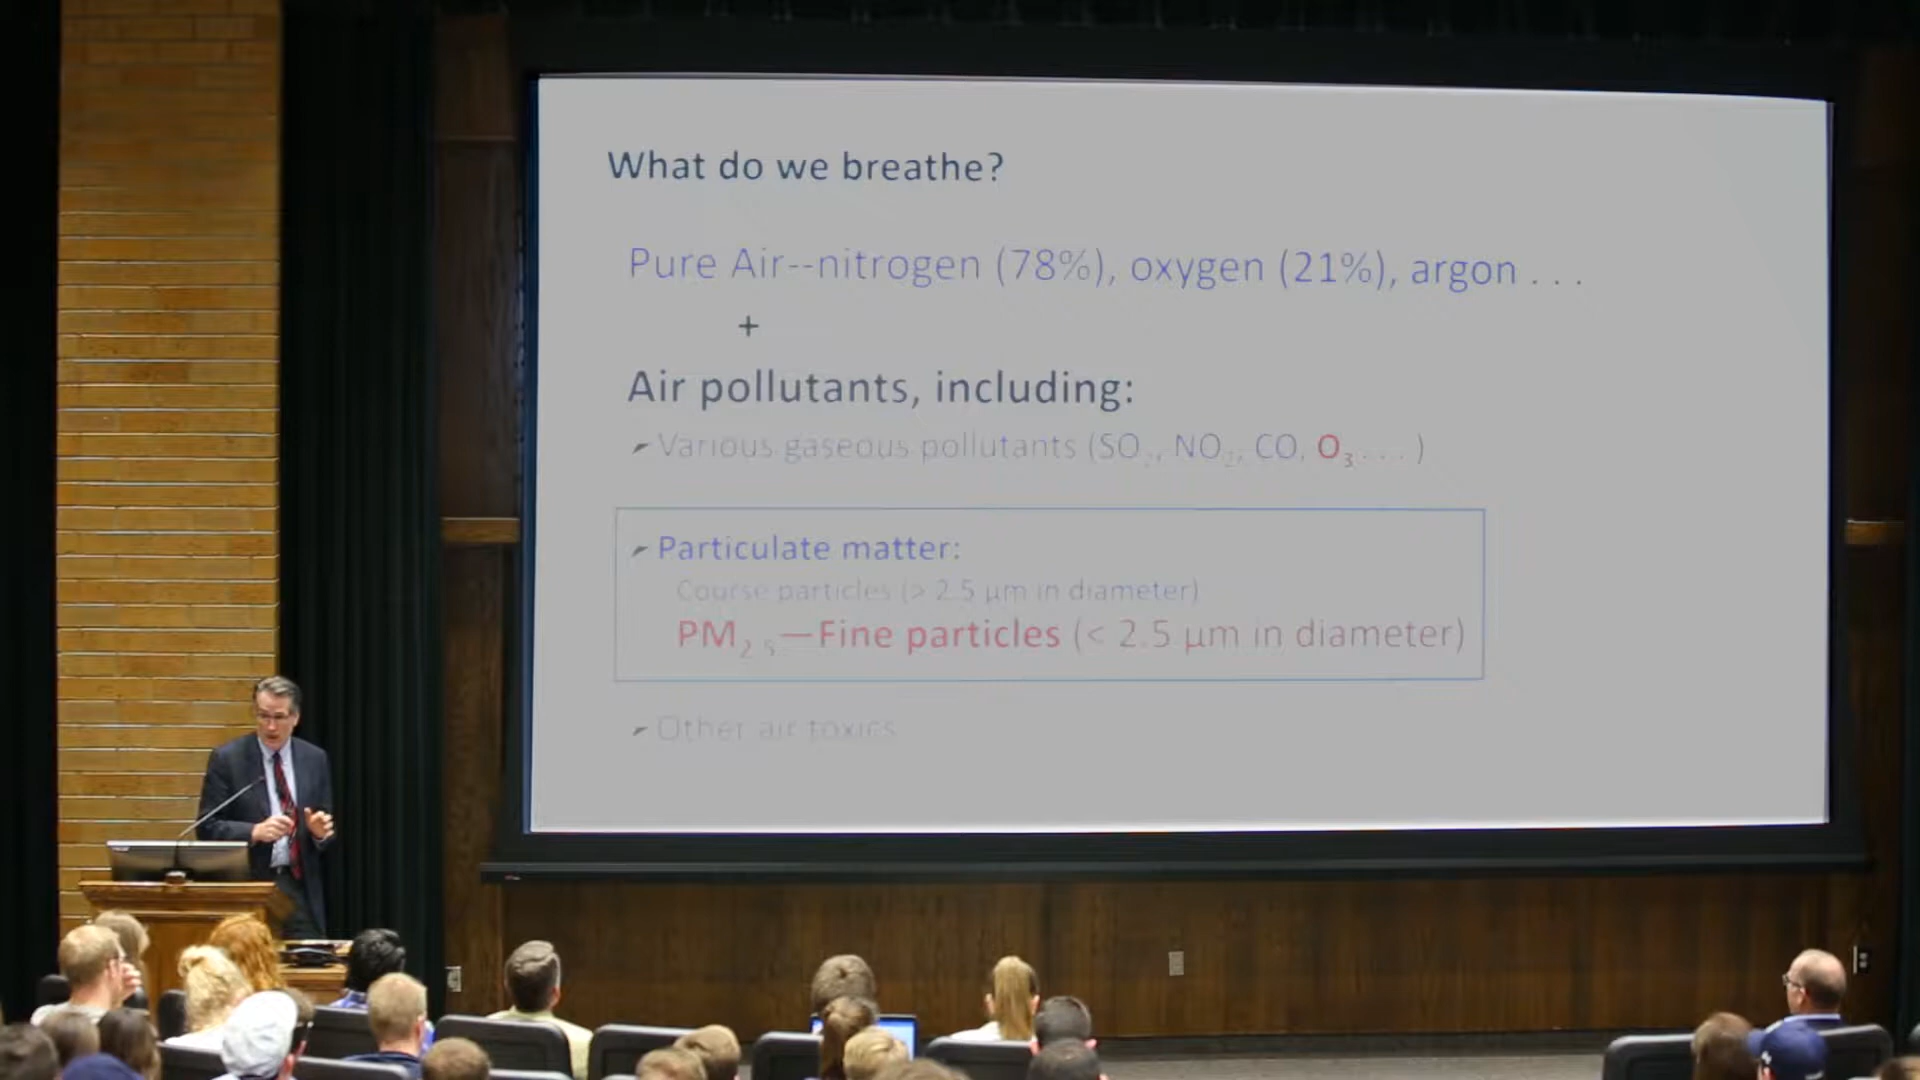 What do we breathe?
Pure Air--nitrogen (78%), oxygen (21%), argon . . .
+
Air pollutants, including:
Various gaseous pollutants (SO₂, NO₂, CO, O₃ . . . )
Particulate matter:
Course particles (> 2.5 µm in diameter)
PM₂.₅—Fine particles (< 2.5 µm in diameter)
Other air toxics